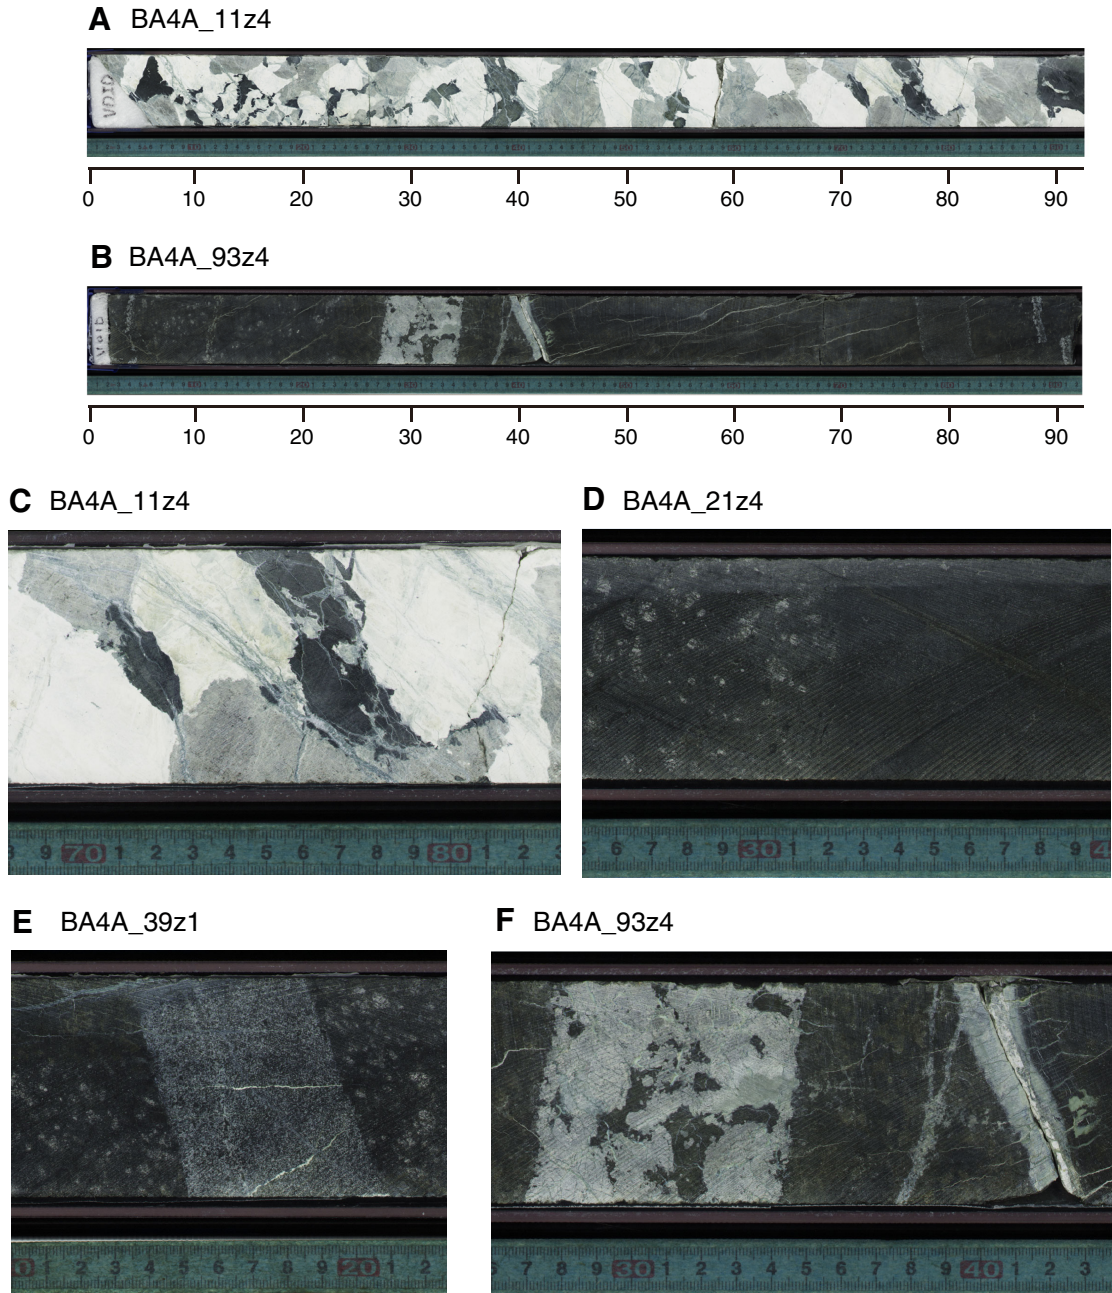 A BA4A_11z4
VOID
0 10 20 30 40 50 60 70 80 90
B BA4A_93z4
VOID
0 10 20 30 40 50 60 70 80 90
C BA4A_11z4
D BA4A_21z4
9 70 1 2 3 4 5 6 7 8 9 80 1 2
6 7 8 9 30 1 2 3 4 5 6 7 8 9 4
E BA4A_39z1
F BA4A_93z4
1 2 3 4 5 6 7 8 9 20 1 2
7 8 9 30 1 2 3 4 5 6 7 8 9 40 1 2 3